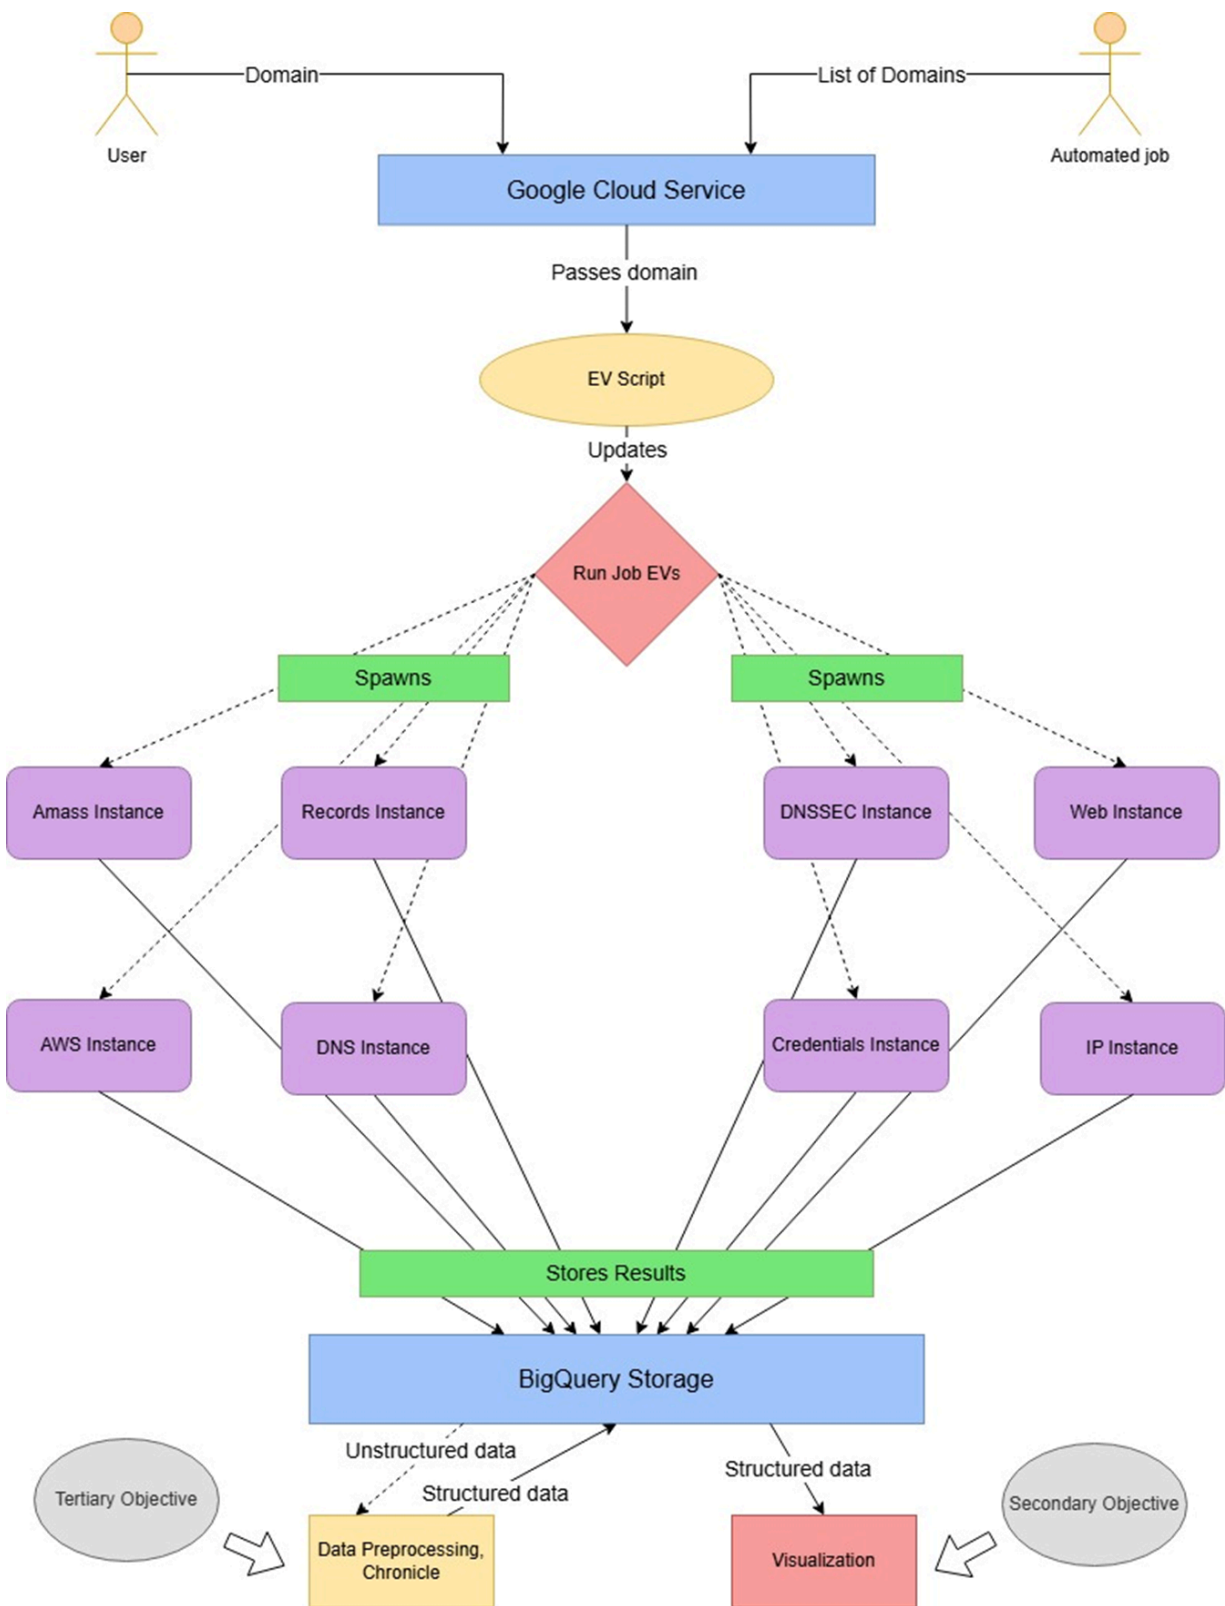 Domain
List of Domains
User
Automated job
Google Cloud Service
Passes domain
EV Script
Updates
Run Job EVs
Spawns
Spawns
Amass Instance
Records Instance
DNSSEC Instance
Web Instance
AWS Instance
DNS Instance
Credentials Instance
IP Instance
Stores Results
BigQuery Storage
Unstructured data
Structured data
Structured data
Tertiary Objective
Secondary Objective
Data Preprocessing,
Chronicle
Visualization